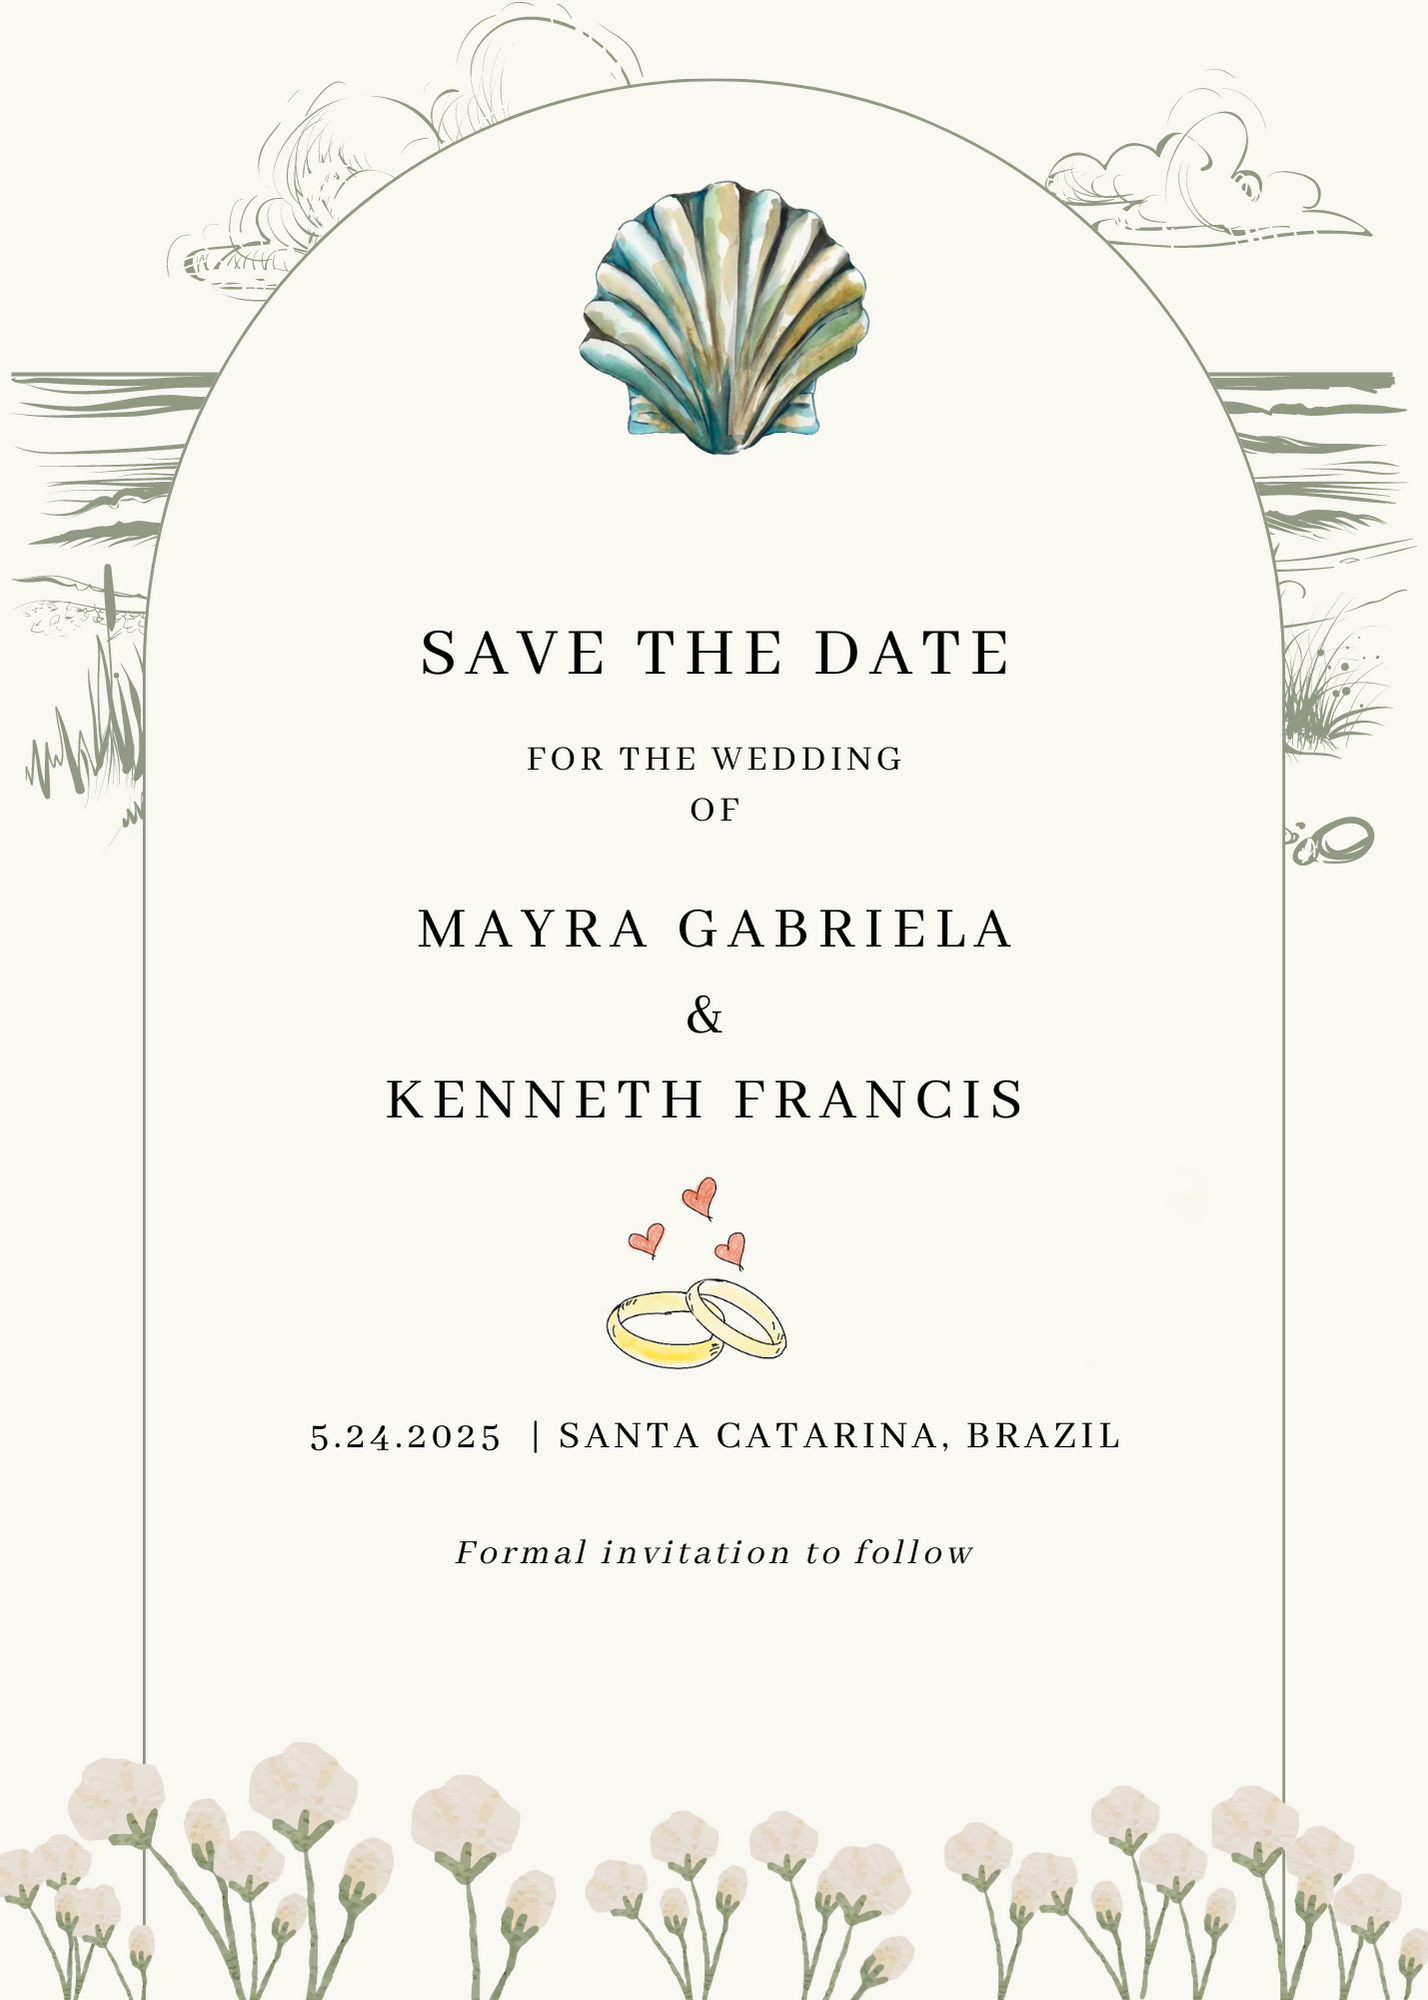 SAVE THE DATE
FOR THE WEDDING
OF
MAYRA GABRIELA
&
KENNETH FRANCIS
5.24.2025 | SANTA CATARINA, BRAZIL
Formal invitation to follow